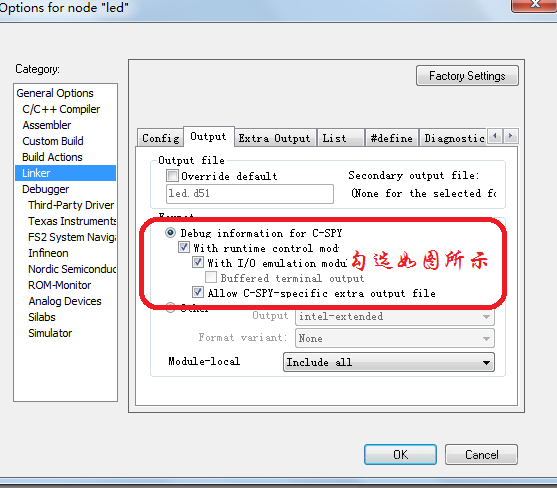 Options for node "led"
Category:
General Options
C/C++ Compiler
Assembler
Custom Build
Build Actions
Linker
Debugger
Third-Party Driver
Texas Instruments
FS2 System Naviga
Infineon
Nordic Semiconduc
ROM-Monitor
Analog Devices
Silabs
Simulator
Factory Settings
Config Output Extra Output List #define Diagnostic
Output file
Override default
Secondary output file:
led.d51
(None for the selected fo
Format
Debug information for C-SPY
With runtime control mod
With I/O emulation modul
勾选如图所示
Buffered terminal output
Allow C-SPY-specific extra output file
Other
Output intel-extended
Format variant: None
Module-local Include all
OK Cancel